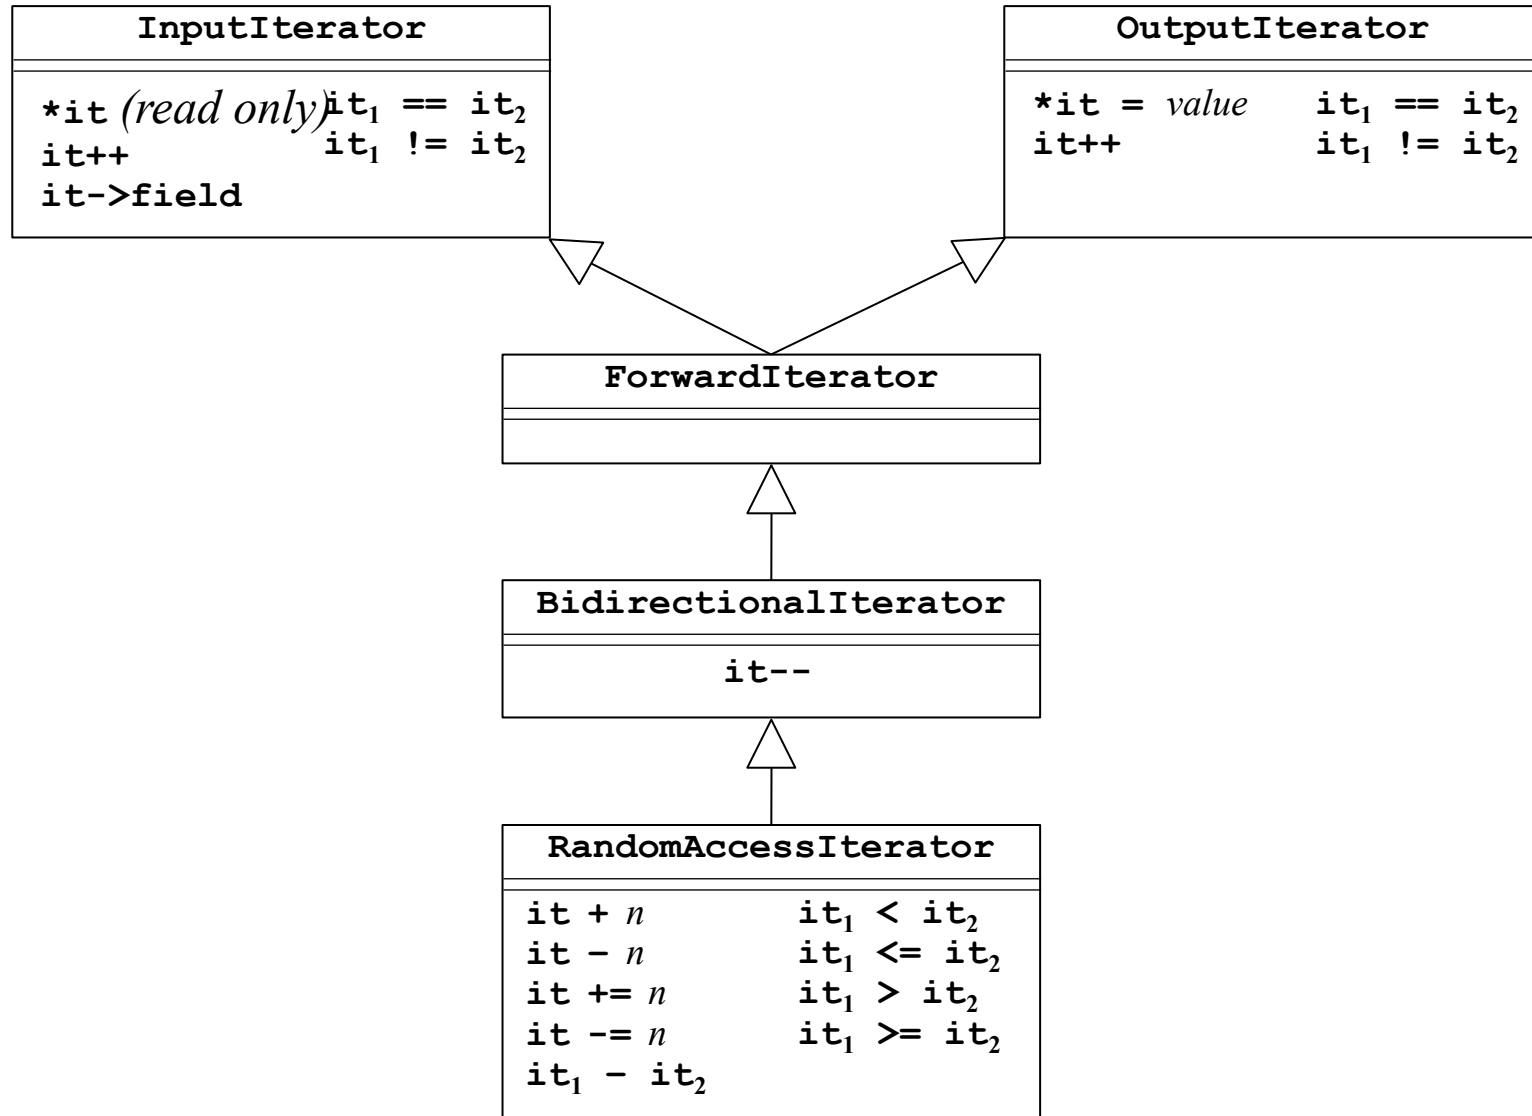 InputIterator
*it (read only) it₁ == it₂
it++ it₁ != it₂
it->field
OutputIterator
*it = value it₁ == it₂
it++ it₁ != it₂
ForwardIterator
BidirectionalIterator
it--
RandomAccessIterator
it + n it₁ < it₂
it – n it₁ <= it₂
it += n it₁ > it₂
it -= n it₁ >= it₂
it₁ – it₂